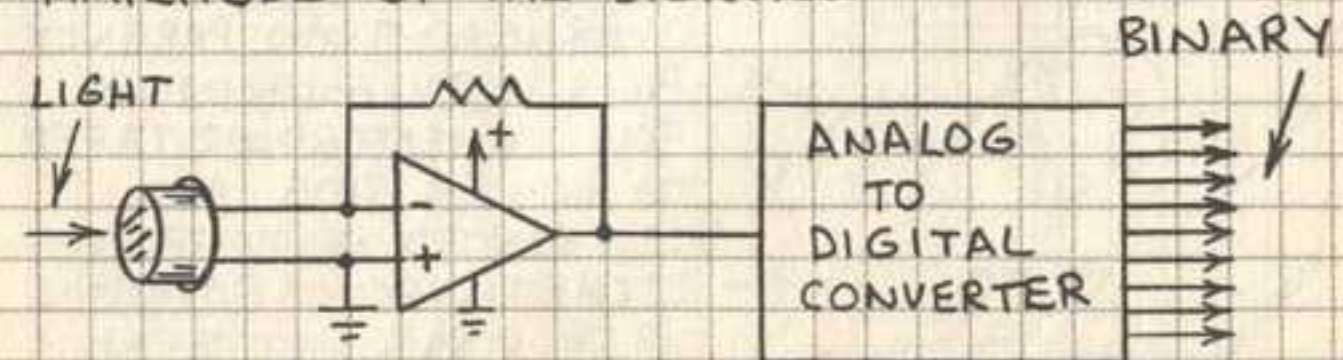 BINARY
LIGHT
+
-
+
ANALOG
TO
DIGITAL
CONVERTER